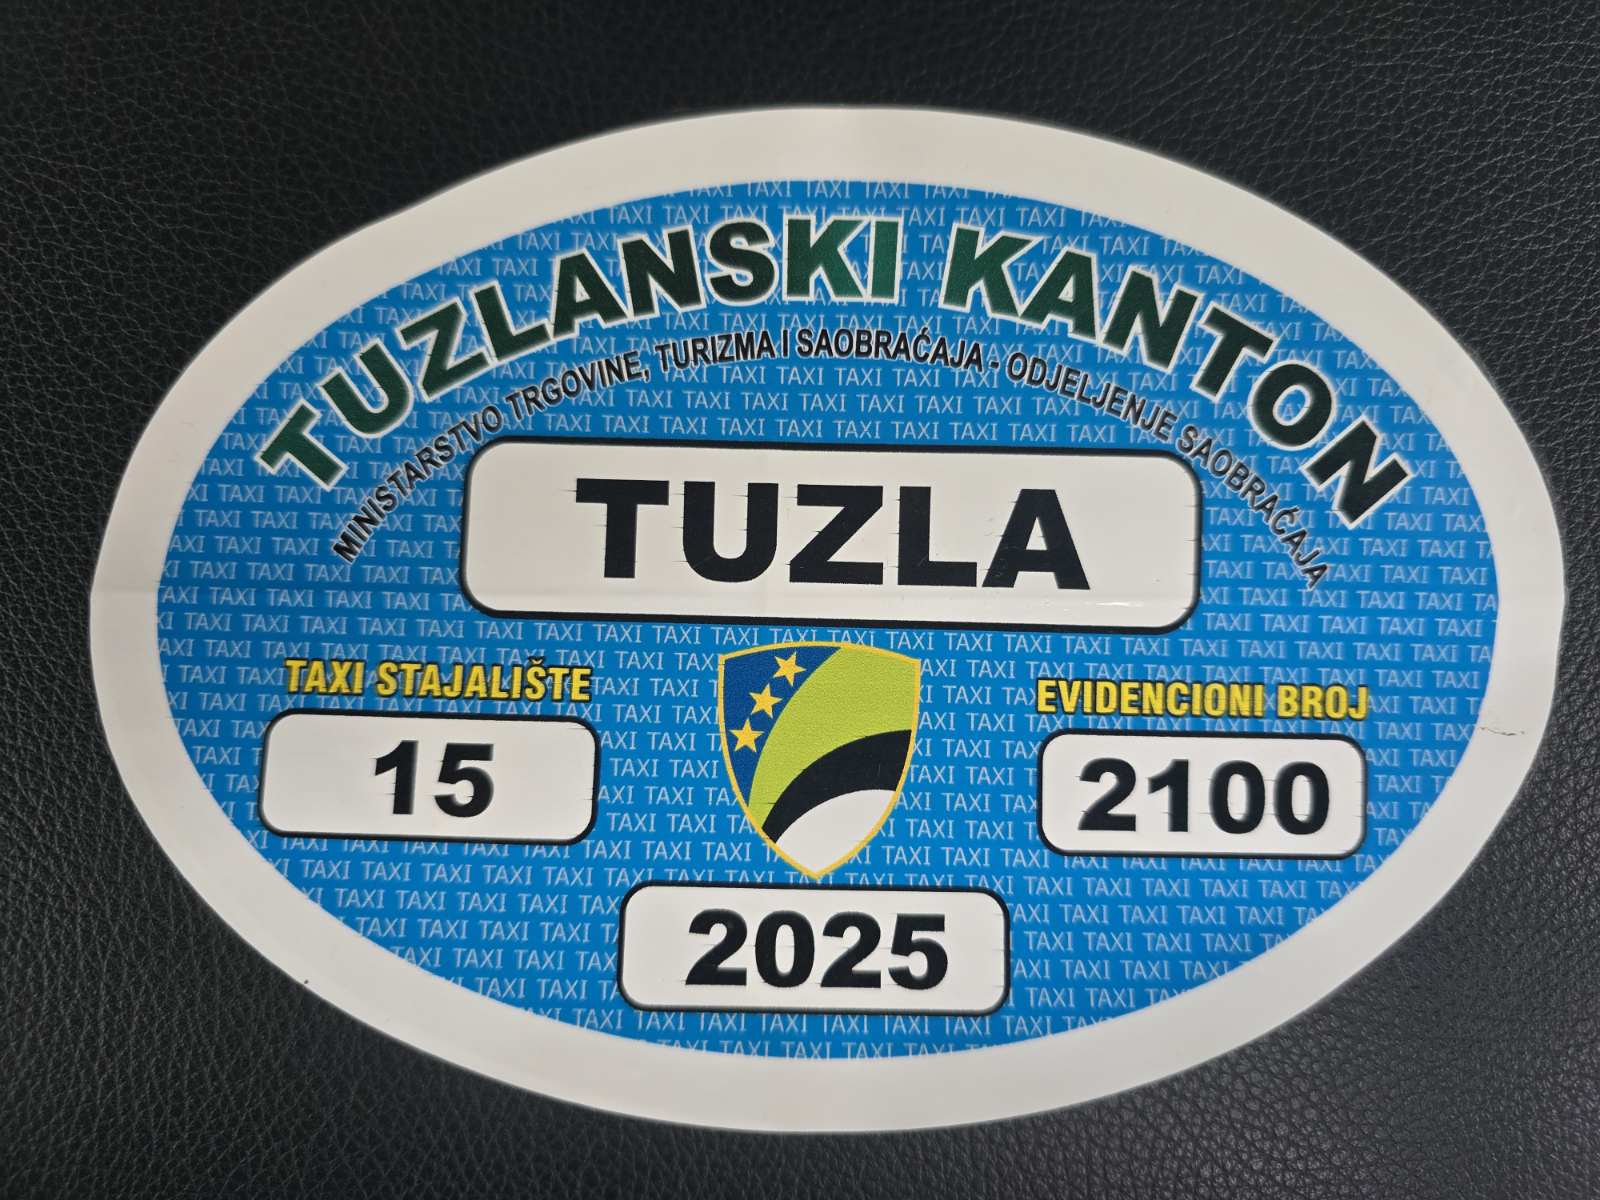 TUZLANSKI KANTON
MINISTARSTVO TRGOVINE, TURIZMA I SAOBRAĆAJA - ODJELJENJE SAOBRAĆAJA
TUZLA
TAXI STAJALIŠTE
15
EVIDENCIONI BROJ
2100
2025